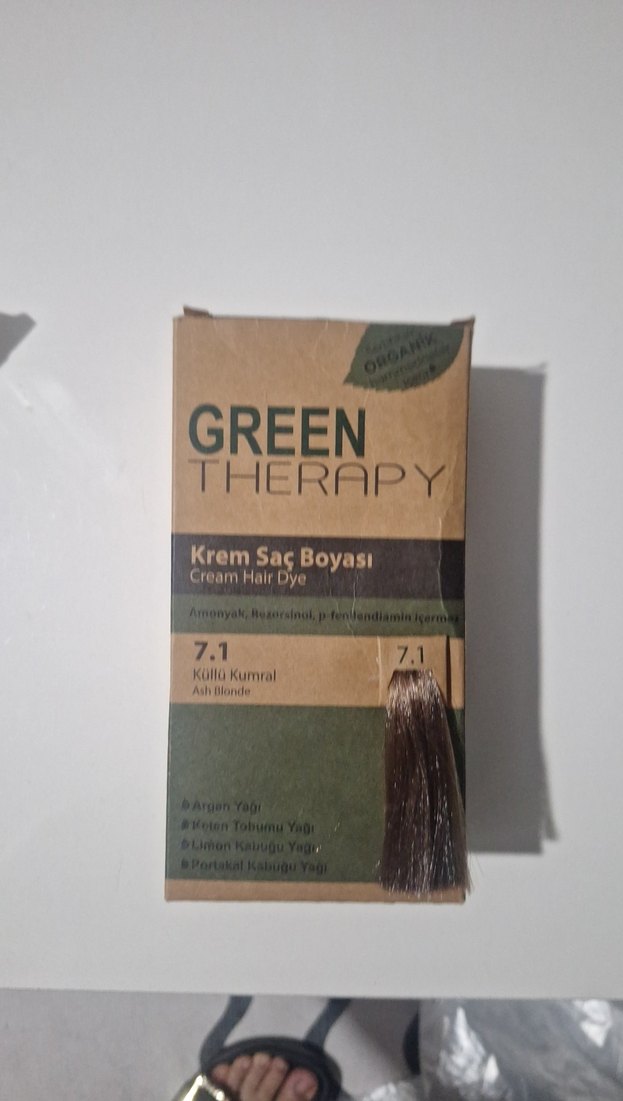 ORGANİK
GREEN
THERAPY
Krem Saç Boyası
Cream Hair Dye
Amonyak, Rezorsinol, p-fenilendiamin içermez
7.1
Küllü Kumral
Ash Blonde
7.1
Argan Yağı
Keten Tohumu Yağı
Limon Kabuğu Yağı
Portakal Kabuğu Yağı